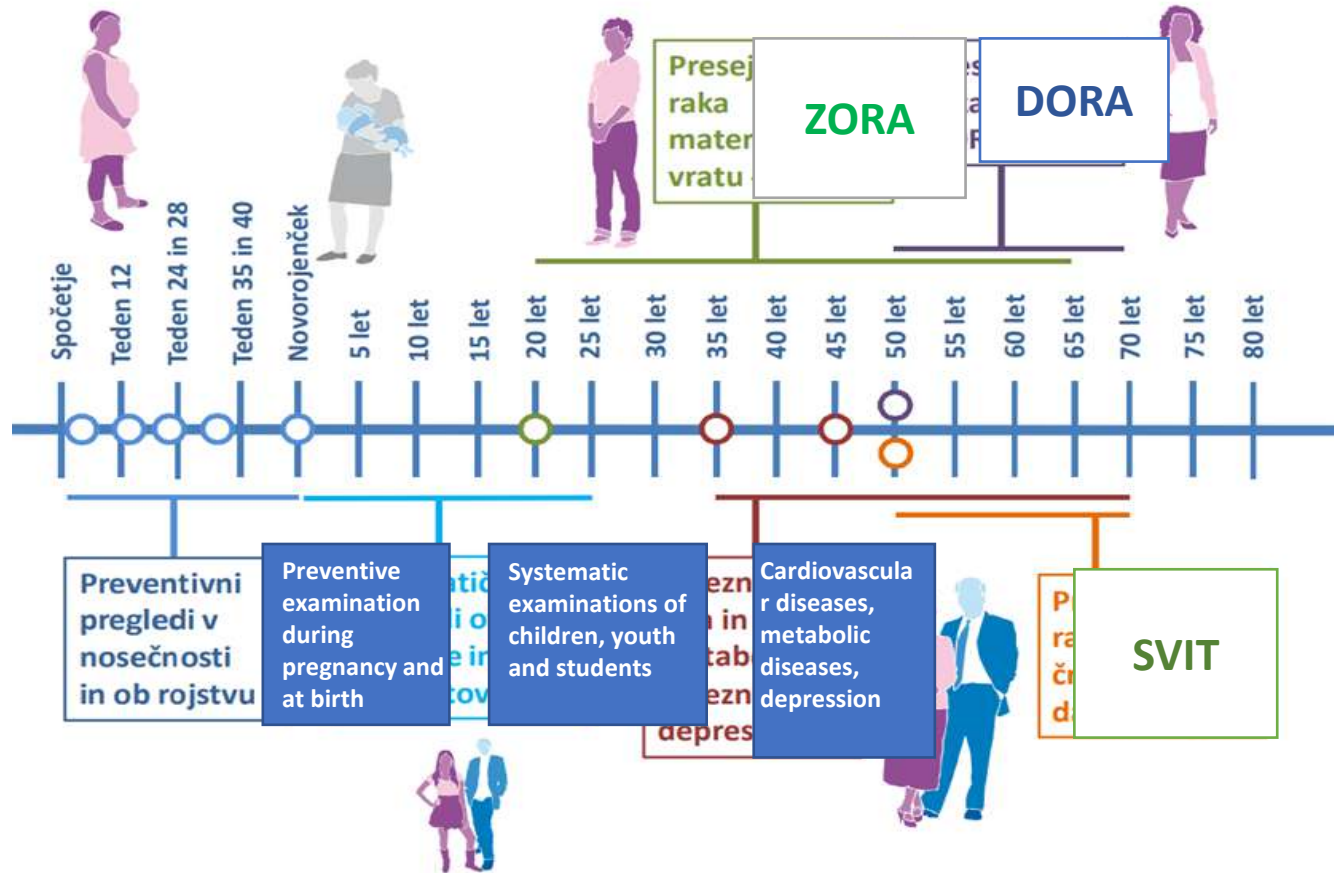 Presej
raka
mater
vratu
ZORA
DORA
Spočetje
Teden 12
Teden 24 in 28
Teden 35 in 40
Novorojenček
5 let
10 let
15 let
20 let
25 let
30 let
35 let
40 let
45 let
50 let
55 let
60 let
65 let
70 let
75 let
80 let
Preventivni
pregledi v
nosečnosti
in ob rojstvu
Preventive
examination
during
pregnancy and
at birth
Systematic
examinations of
children, youth
and students
depres
Cardiovascula
r diseases,
metabolic
diseases,
depression
SVIT